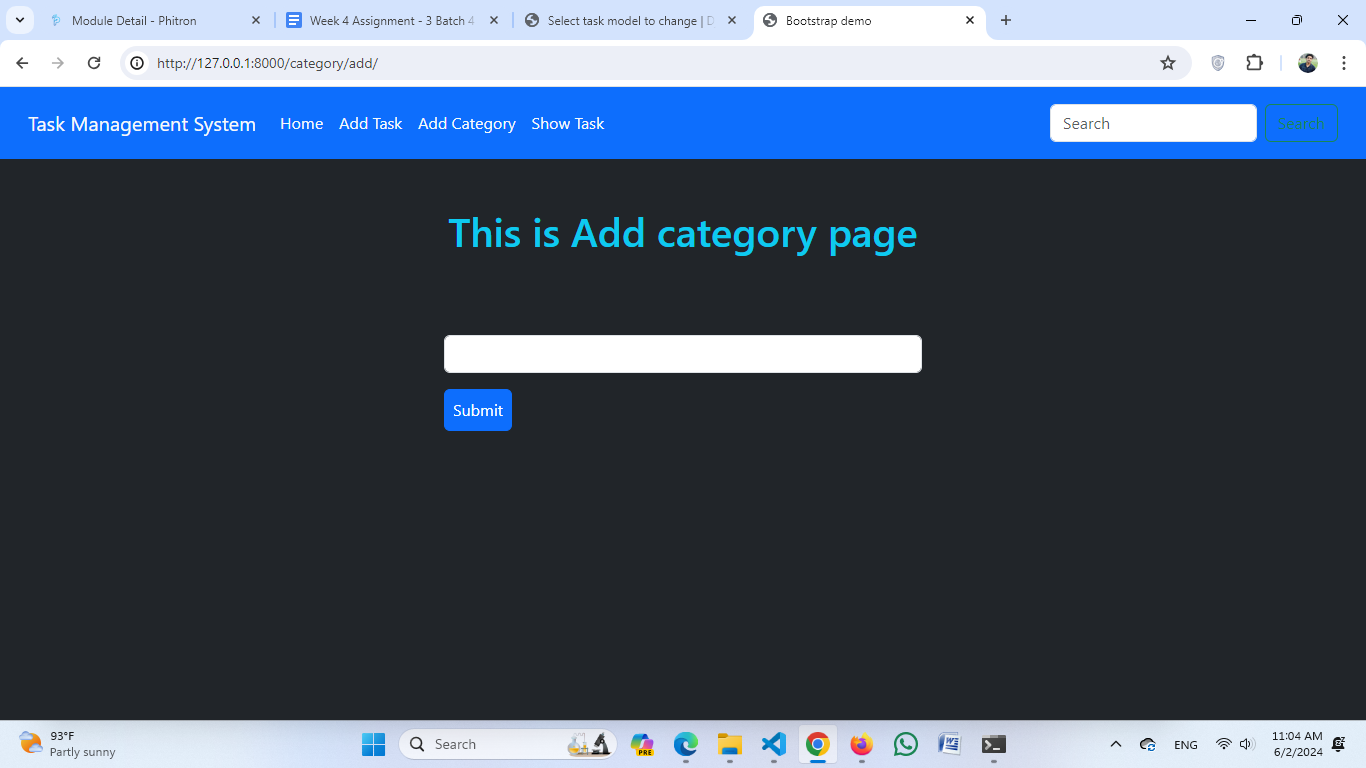 Module Detail - Phitron
Week 4 Assignment - 3 Batch 4
Select task model to change | D
Bootstrap demo
http://127.0.0.1:8000/category/add/
Task Management System Home Add Task Add Category Show Task Search Search
This is Add category page
Submit
93°F
Partly sunny
Search
PRE
W
ENG
11:04 AM
6/2/2024